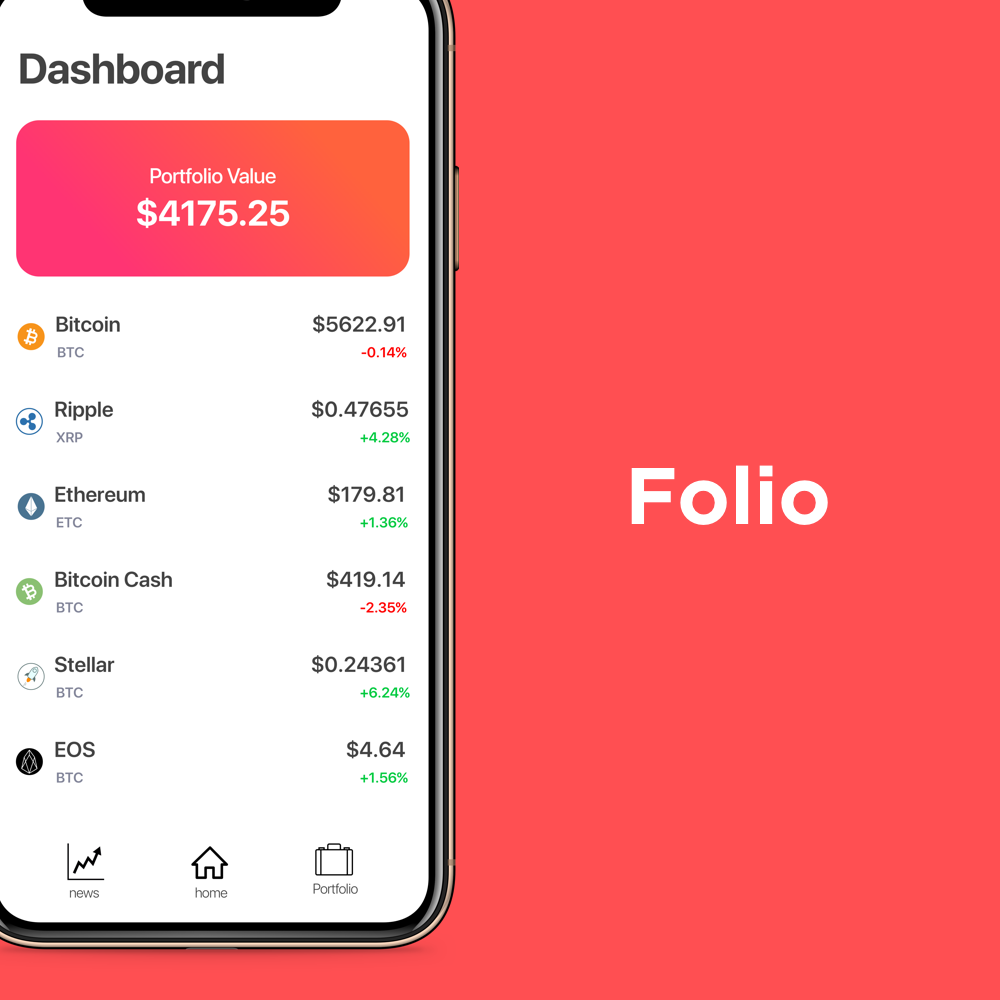 Dashboard
Portfolio Value
$4175.25
Bitcoin $5622.91
BTC -0.14%
Ripple $0.47655
XRP +4.28%
Ethereum $179.81
ETC +1.36%
Bitcoin Cash $419.14
BTC -2.35%
Stellar $0.24361
BTC +6.24%
EOS $4.64
BTC +1.56%
news home Portfolio
Folio